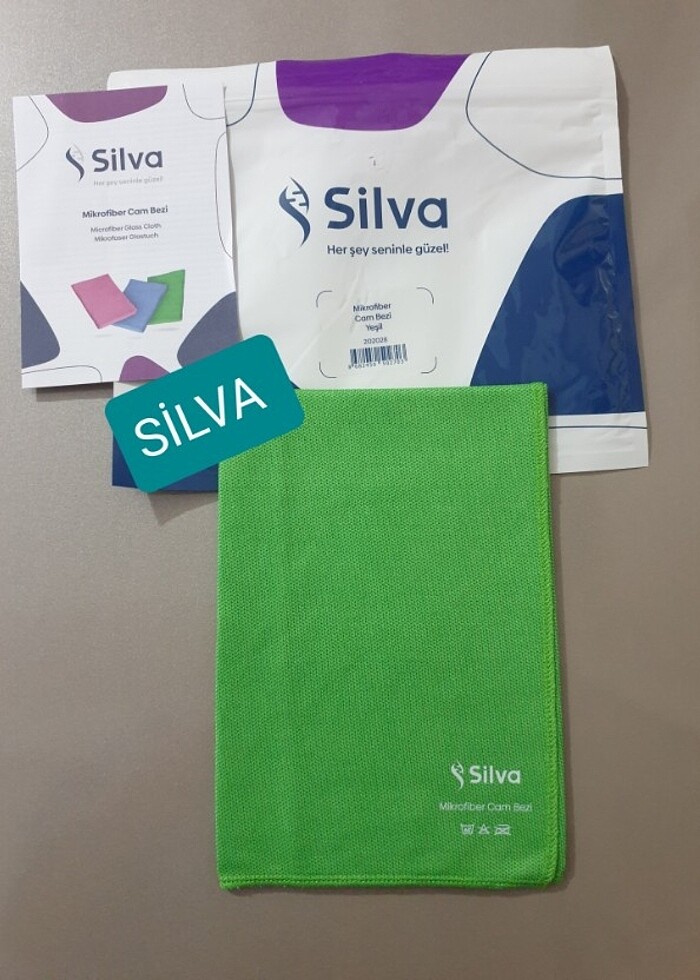 Silva
Her şey seninle güzel!
Mikrofiber Cam Bezi
Microfiber Glass Cloth
Mikrofaser Glastuch
Silva
Her şey seninle güzel!
Mikrofiber
Cam Bezi
Yeşil
202028
SİLVA
Silva
Mikrofiber Cam Bezi